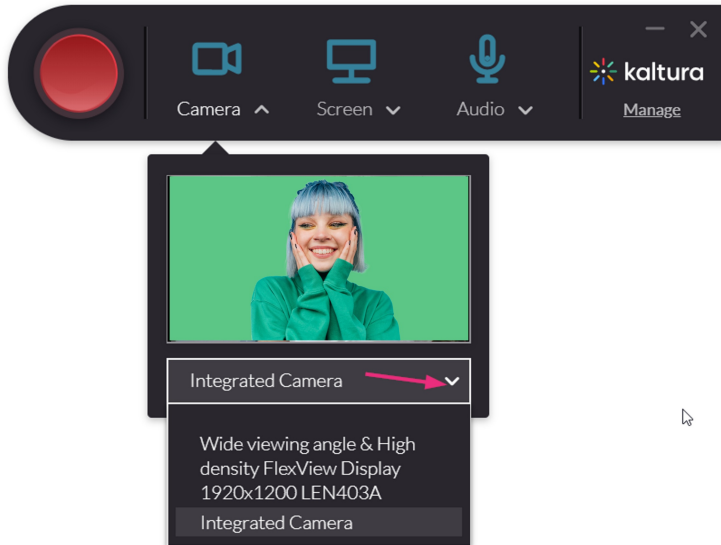 Camera
Screen
Audio
kaltura
Manage
Integrated Camera
Wide viewing angle & High
density FlexView Display
1920x1200 LEN403A
Integrated Camera